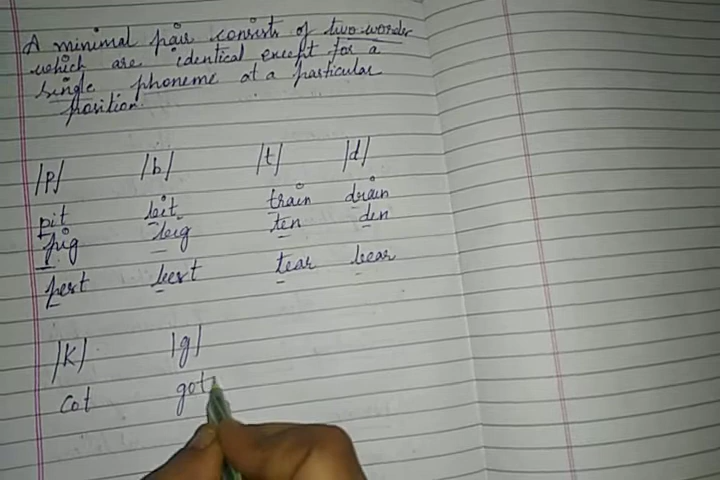 A minimal pair consists of two words
which are identical except for a
single phoneme at a particular
position.
/p/ /b/ /t/ /d/
pit bit train drain
pig big ten den
pest best tear bear
/K/ /g/
cot got